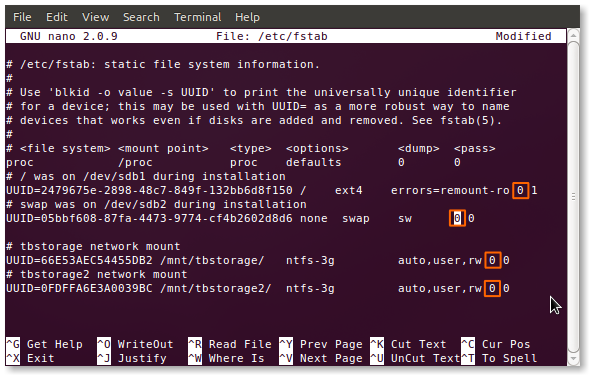 File Edit View Search Terminal Help
GNU nano 2.0.9 File: /etc/fstab Modified
# /etc/fstab: static file system information.
#
# Use 'blkid -o value -s UUID' to print the universally unique identifier
# for a device; this may be used with UUID= as a more robust way to name
# devices that works even if disks are added and removed. See fstab(5).
#
# <file system> <mount point> <type> <options> <dump> <pass>
proc /proc proc defaults 0 0
# / was on /dev/sdb1 during installation
UUID=2479675e-2898-48c7-849f-132bb6d8f150 / ext4 errors=remount-ro 0 1
# swap was on /dev/sdb2 during installation
UUID=05bbf608-87fa-4473-9774-cf4b2602d8d6 none swap sw 0 0
# tbstorage network mount
UUID=66E53AEC54455DB2 /mnt/tbstorage/ ntfs-3g auto,user,rw 0 0
# tbstorage2 network mount
UUID=0FDFFA6E3A0039BC /mnt/tbstorage2/ ntfs-3g auto,user,rw 0 0
^G Get Help ^O WriteOut ^R Read File ^Y Prev Page ^K Cut Text ^C Cur Pos
^X Exit ^J Justify ^W Where Is ^V Next Page ^U UnCut Text ^T To Spell